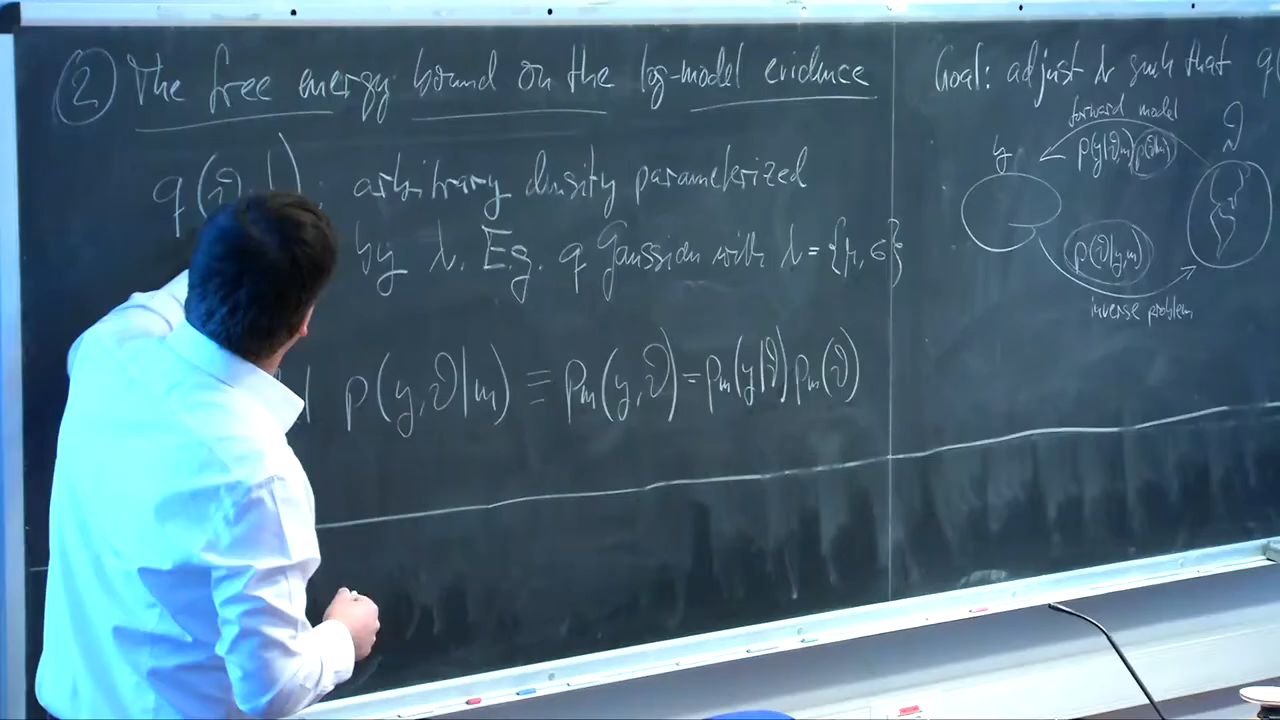 ② The free energy bound on the log-model evidence
q(ϑ, λ): arbitrary density parameterized
by λ. E.g. q Gaussian with λ = {μ, σ}
p(y,ϑ|m) ≡ pm(y,ϑ) = pm(y|ϑ) pm(ϑ)
Goal: adjust λ such that q(
forward model
y
p(y|ϑ,m) p(ϑ|m)
ϑ
p(ϑ|y,m)
inverse problem